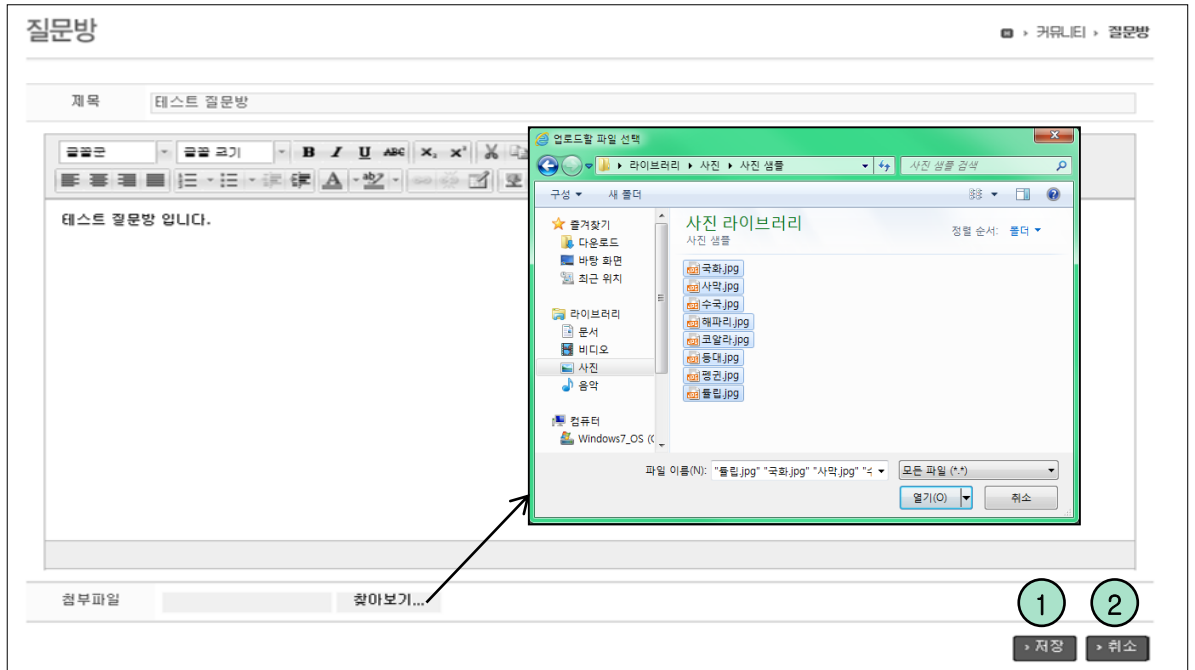 질문방
> 커뮤니티 > 질문방
제목 테스트 질문방
글꼴 글꼴 크기 B I U ABC X₂ X²
테스트 질문방 입니다.
업로드할 파일 선택
라이브러리 ▸ 사진 ▸ 사진 샘플
사진 샘플 검색
구성 새 폴더
즐겨찾기
다운로드
바탕 화면
최근 위치
라이브러리
문서
비디오
사진
음악
컴퓨터
Windows7_OS (C
사진 라이브러리
사진 샘플
정렬 순서: 폴더
국화.jpg
사막.jpg
수국.jpg
해파리.jpg
코알라.jpg
등대.jpg
펭귄.jpg
튤립.jpg
파일 이름(N): "튤립.jpg" "국화.jpg" "사막.jpg"
모든 파일 (*.*)
열기(O) 취소
첨부파일 찾아보기...
1 2
> 저장 > 취소